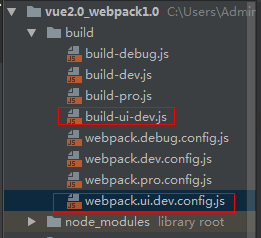 vue2.0_webpack1.0 C:\Users\Admir
build
build-debug.js
build-dev.js
build-pro.js
build-ui-dev.js
webpack.debug.config.js
webpack.dev.config.js
webpack.pro.config.js
webpack.ui.dev.config.js
node_modules library root